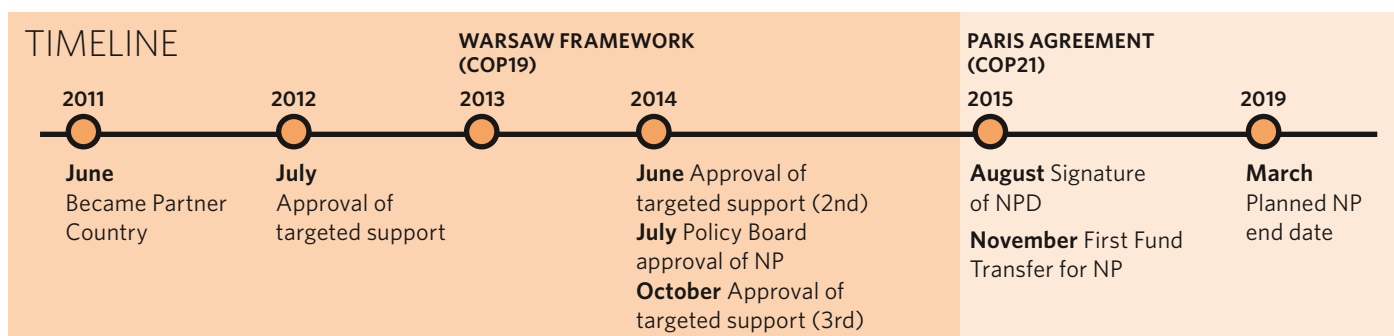 TIMELINE
WARSAW FRAMEWORK
(COP19)
PARIS AGREEMENT
(COP21)
2011
2012
2013
2014
2015
2019
June
Became Partner
Country
July
Approval of
targeted support
June Approval of
targeted support (2nd)
July Policy Board
approval of NP
October Approval of
targeted support (3rd)
August Signature
of NPD
November First Fund
Transfer for NP
March
Planned NP
end date